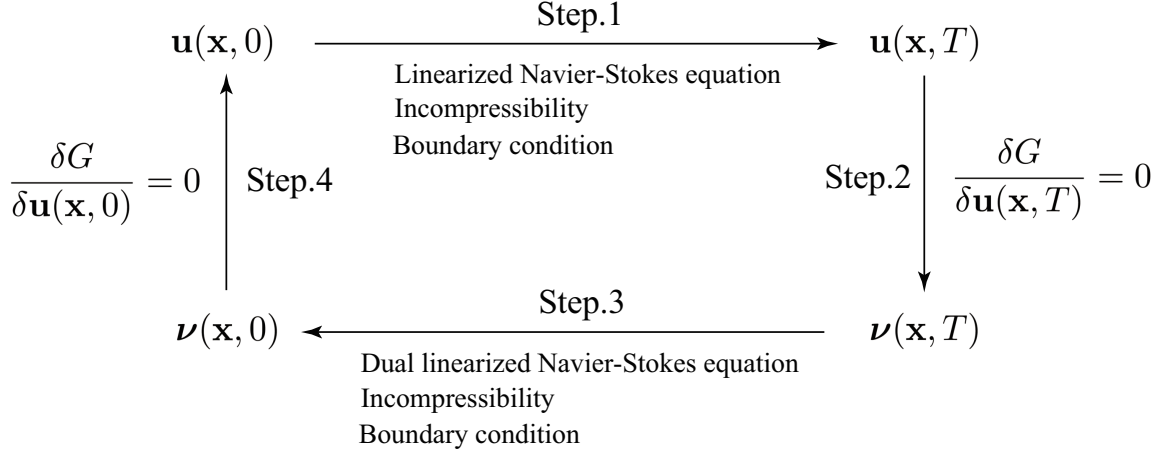 Step.1
u(x, 0)
u(x, T)
Linearized Navier-Stokes equation
Incompressibility
Boundary condition
δG/δu(x, 0) = 0
Step.4
Step.2
δG/δu(x, T) = 0
Step.3
ν(x, 0)
ν(x, T)
Dual linearized Navier-Stokes equation
Incompressibility
Boundary condition